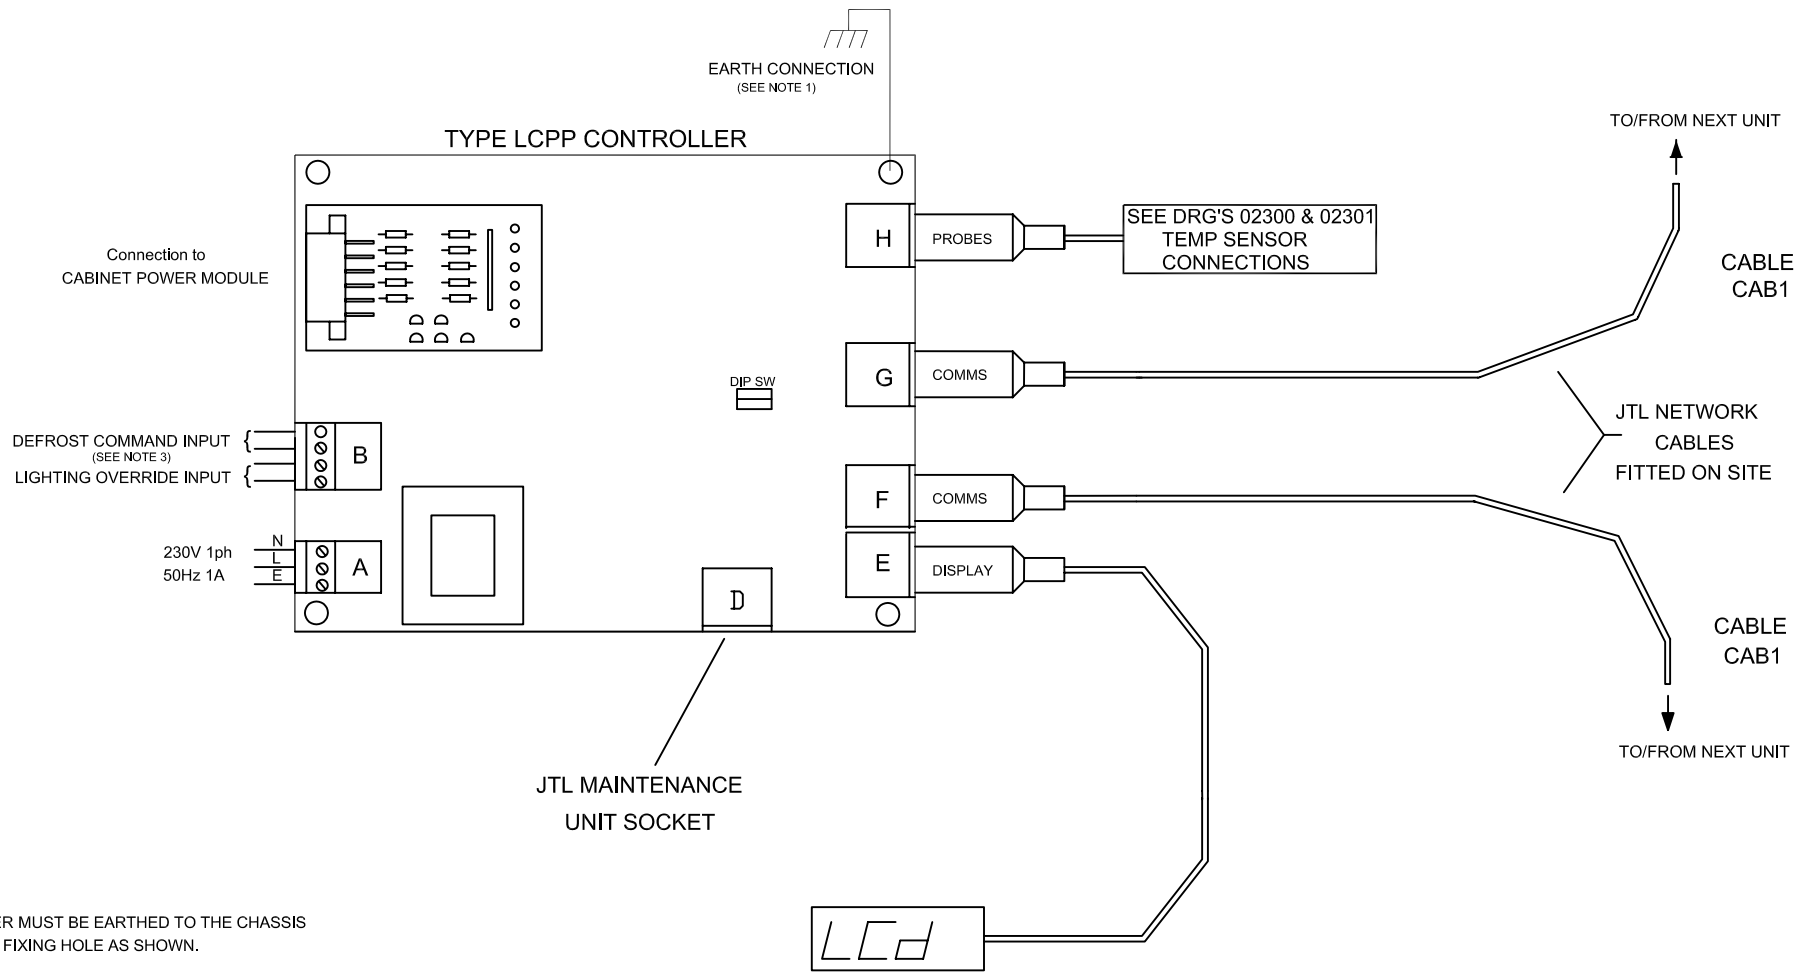 EARTH CONNECTION
(SEE NOTE 1)
TYPE LCPP CONTROLLER
TO/FROM NEXT UNIT
Connection to
CABINET POWER MODULE
H
PROBES
SEE DRG'S 02300 & 02301
TEMP SENSOR
CONNECTIONS
CABLE
CAB1
G
COMMS
DIP SW
JTL NETWORK
CABLES
FITTED ON SITE
DEFROST COMMAND INPUT {
(SEE NOTE 3)
LIGHTING OVERRIDE INPUT {
B
F
COMMS
230V 1ph
50Hz 1A
N
L
E
A
E
DISPLAY
D
CABLE
CAB1
TO/FROM NEXT UNIT
JTL MAINTENANCE
UNIT SOCKET
ER MUST BE EARTHED TO THE CHASSIS
FIXING HOLE AS SHOWN.
LCd